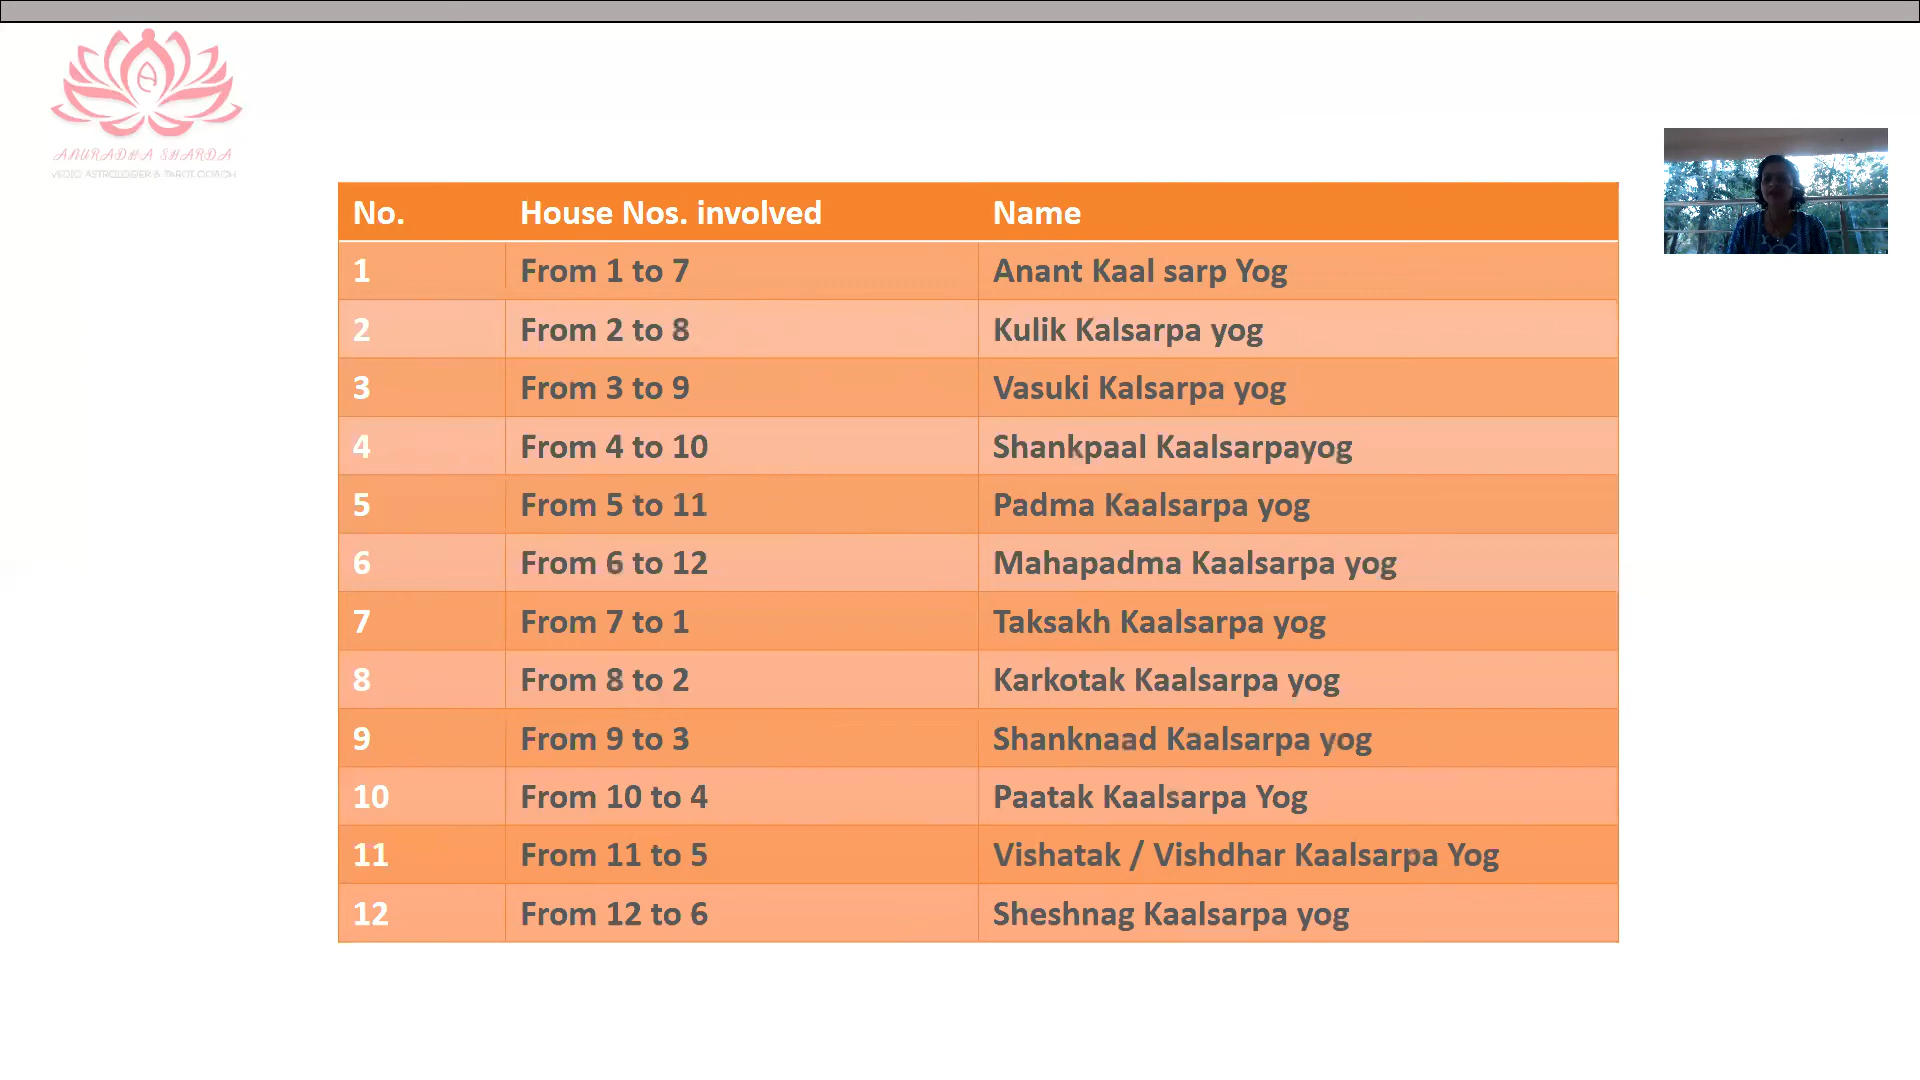 ANURADHA SHARDA
VEDIC ASTROLOGER & TAROT COACH
No. House Nos. involved Name
1 From 1 to 7 Anant Kaal sarp Yog
2 From 2 to 8 Kulik Kalsarpa yog
3 From 3 to 9 Vasuki Kalsarpa yog
4 From 4 to 10 Shankpaal Kaalsarpayog
5 From 5 to 11 Padma Kaalsarpa yog
6 From 6 to 12 Mahapadma Kaalsarpa yog
7 From 7 to 1 Taksakh Kaalsarpa yog
8 From 8 to 2 Karkotak Kaalsarpa yog
9 From 9 to 3 Shanknaad Kaalsarpa yog
10 From 10 to 4 Paatak Kaalsarpa Yog
11 From 11 to 5 Vishatak / Vishdhar Kaalsarpa Yog
12 From 12 to 6 Sheshnag Kaalsarpa yog